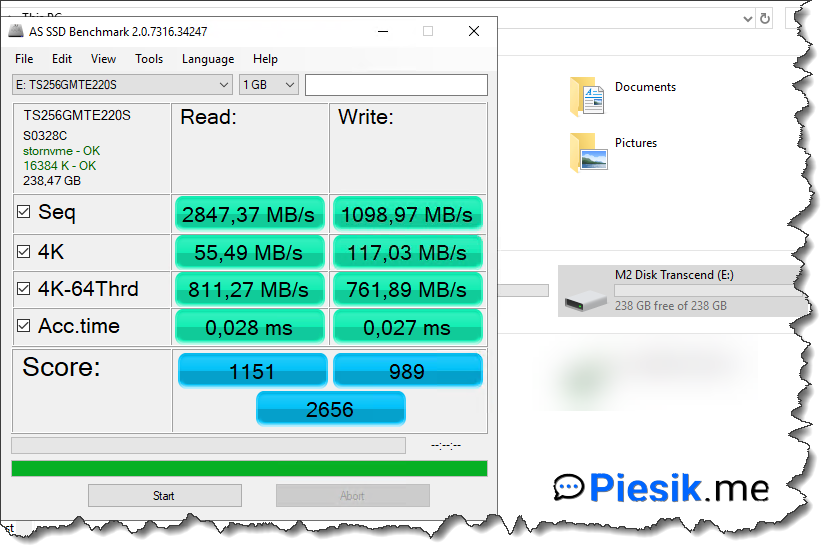 This PC
AS SSD Benchmark 2.0.7316.34247
File Edit View Tools Language Help
E: TS256GMTE220S 1 GB
TS256GMTE220S
S0328C
stornvme - OK
16384 K - OK
238,47 GB
Read: Write:
Seq 2847,37 MB/s 1098,97 MB/s
4K 55,49 MB/s 117,03 MB/s
4K-64Thrd 811,27 MB/s 761,89 MB/s
Acc.time 0,028 ms 0,027 ms
Score: 1151 989
2656
--:--:--
Start Abort
Documents
Pictures
M2 Disk Transcend (E:)
238 GB free of 238 GB
Piesik.me